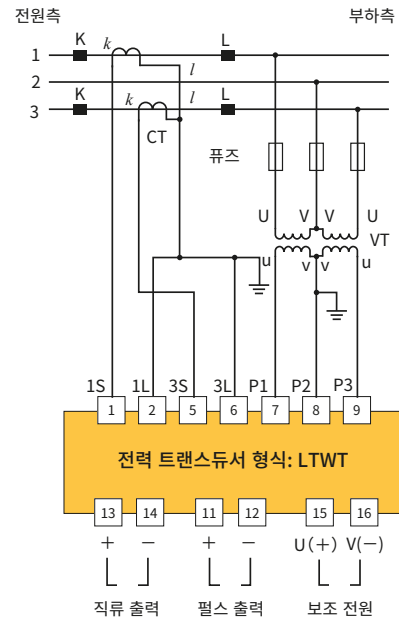 전원측 부하측
K L
k
1
l
2
K L
k l
3
CT
퓨즈
U V V U
VT
u v v u
1S 1L 3S 3L P1 P2 P3
1 2 5 6 7 8 9
전력 트랜스듀서 형식: LTWT
13 14 11 12 15 16
+ − + − U(+) V(−)
직류 출력 펄스 출력 보조 전원